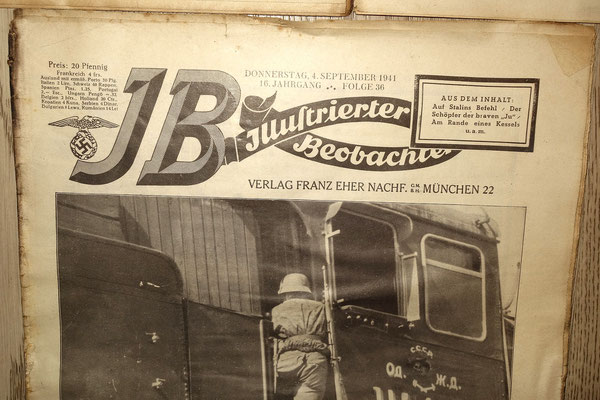 Preis: 20 Pfennig
Frankreich 4 frs.
DONNERSTAG, 4. SEPTEMBER 1941
16. JAHRGANG FOLGE 36
JB
Illustrierter
Beobachter
AUS DEM INHALT:
Auf Stalins Befehl / Der
Schöpfer der braven „Ju“ /
Am Rande eines Kessels
u. a. m.
VERLAG FRANZ EHER NACHF. G.M.B.H. MÜNCHEN 22
СССР
ОД. Ж.Д.